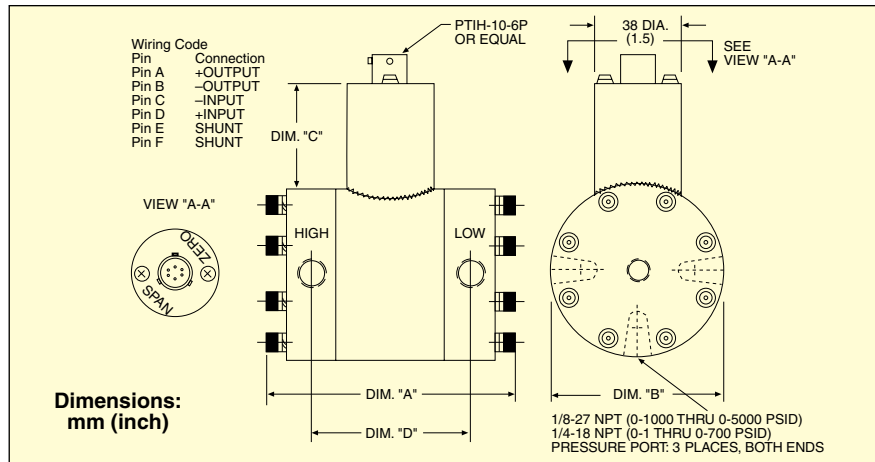 PTIH-10-6P
OR EQUAL
38 DIA.
(1.5)
SEE
VIEW "A-A"
Wiring Code
Pin Connection
Pin A +OUTPUT
Pin B –OUTPUT
Pin C –INPUT
Pin D +INPUT
Pin E SHUNT
Pin F SHUNT
DIM. "C"
VIEW "A-A"
ZERO
SPAN
HIGH
LOW
DIM. "A"
DIM. "D"
DIM. "B"
Dimensions:
mm (inch)
1/8-27 NPT (0-1000 THRU 0-5000 PSID)
1/4-18 NPT (0-1 THRU 0-700 PSID)
PRESSURE PORT: 3 PLACES, BOTH ENDS